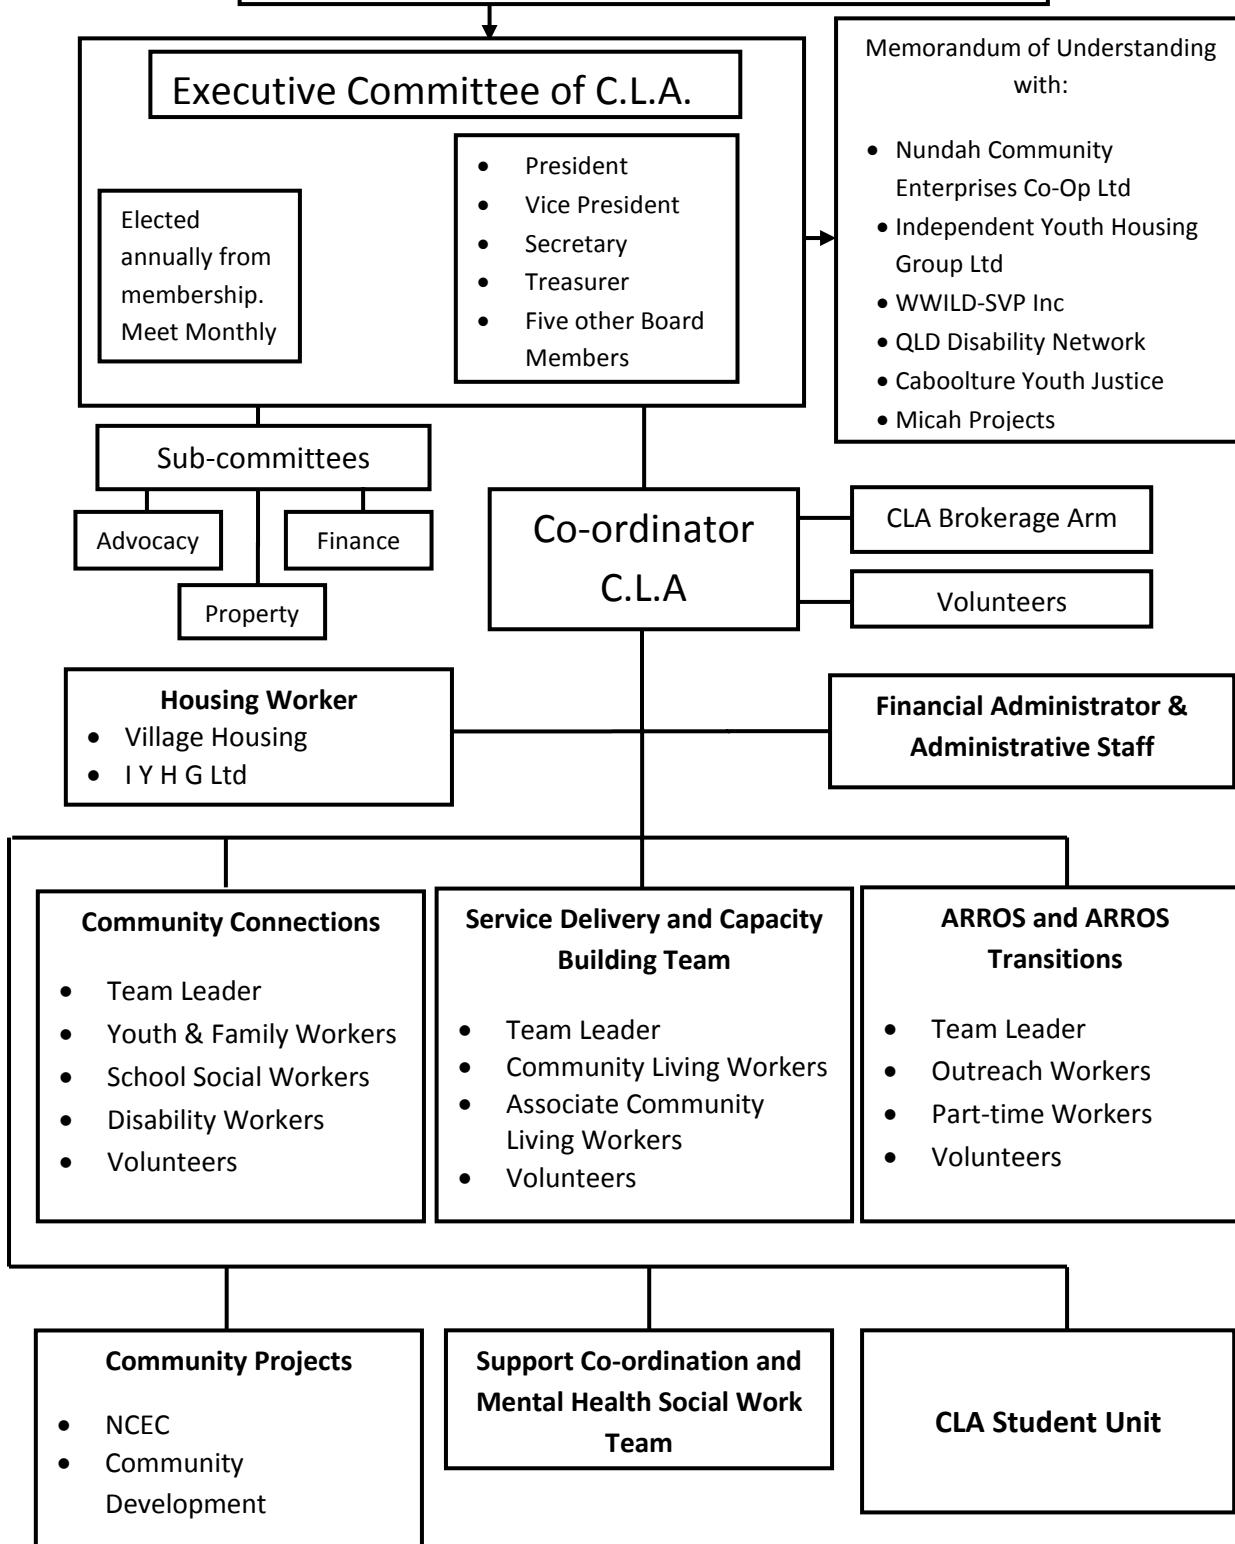 Executive Committee of C.L.A.
Elected
annually from
membership.
Meet Monthly
• President
• Vice President
• Secretary
• Treasurer
• Five other Board
Members
Memorandum of Understanding
with:
• Nundah Community
Enterprises Co-Op Ltd
• Independent Youth Housing
Group Ltd
• WWILD-SVP Inc
• QLD Disability Network
• Caboolture Youth Justice
• Micah Projects
Sub-committees
Advocacy
Finance
Property
Co-ordinator
C.L.A
CLA Brokerage Arm
Volunteers
Housing Worker
• Village Housing
• I Y H G Ltd
Financial Administrator &
Administrative Staff
Community Connections
• Team Leader
• Youth & Family Workers
• School Social Workers
• Disability Workers
• Volunteers
Service Delivery and Capacity
Building Team
• Team Leader
• Community Living Workers
• Associate Community
Living Workers
• Volunteers
ARROS and ARROS
Transitions
• Team Leader
• Outreach Workers
• Part-time Workers
• Volunteers
Community Projects
• NCEC
• Community
Development
Support Co-ordination and
Mental Health Social Work
Team
CLA Student Unit